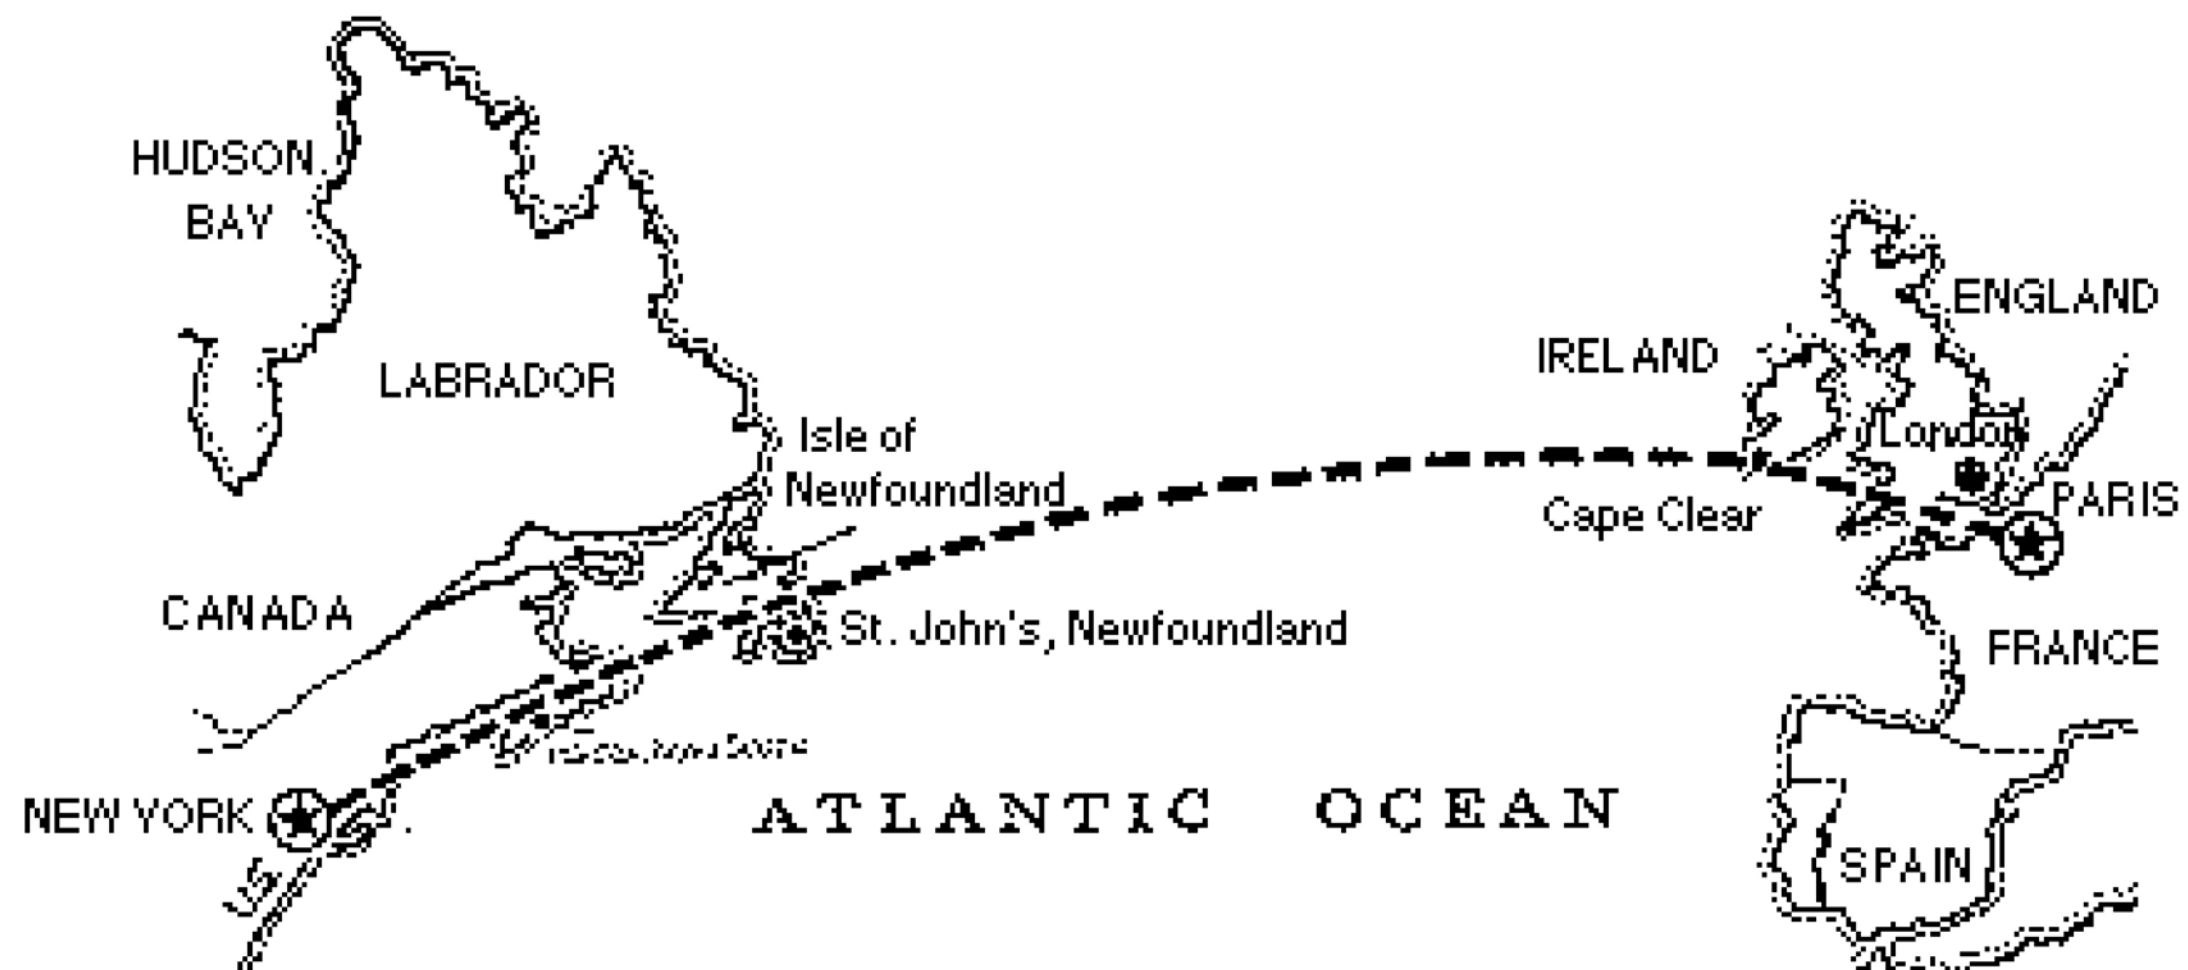 HUDSON
BAY
ENGLAND
IRELAND
LABRADOR
Isle of
Newfoundland
London
PARIS
Cape Clear
CANADA
St. John's, Newfoundland
FRANCE
NEW YORK
ATLANTIC OCEAN
SPAIN
US